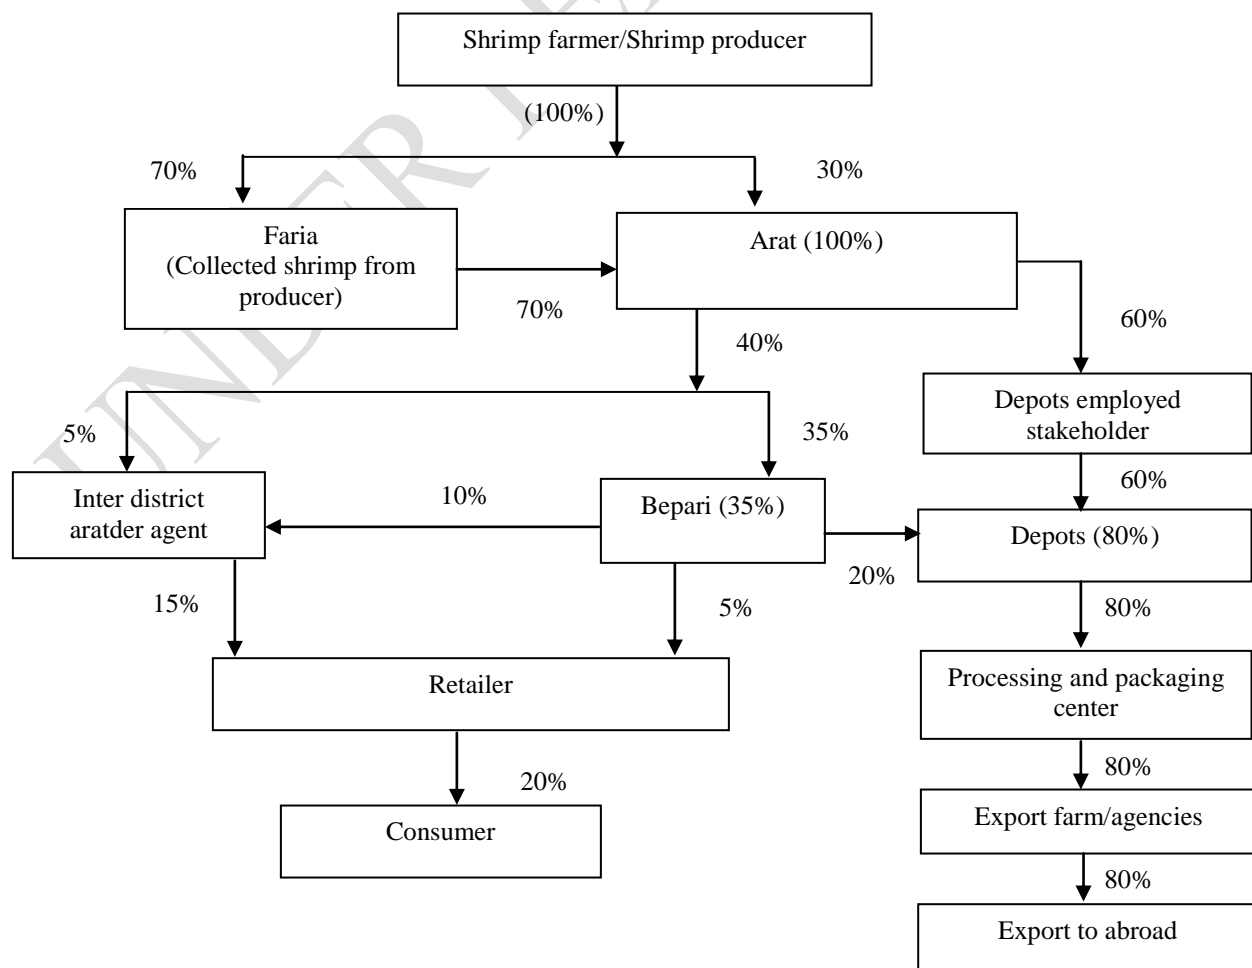 Shrimp farmer/Shrimp producer
(100%)
70%
30%
Faria
(Collected shrimp from
producer)
Arat (100%)
70%
60%
40%
Depots employed
stakeholder
5%
35%
60%
Inter district
aratder agent
10%
Bepari (35%)
Depots (80%)
20%
15%
5%
80%
Retailer
Processing and packaging
center
20%
80%
Consumer
Export farm/agencies
80%
Export to abroad
UNDER